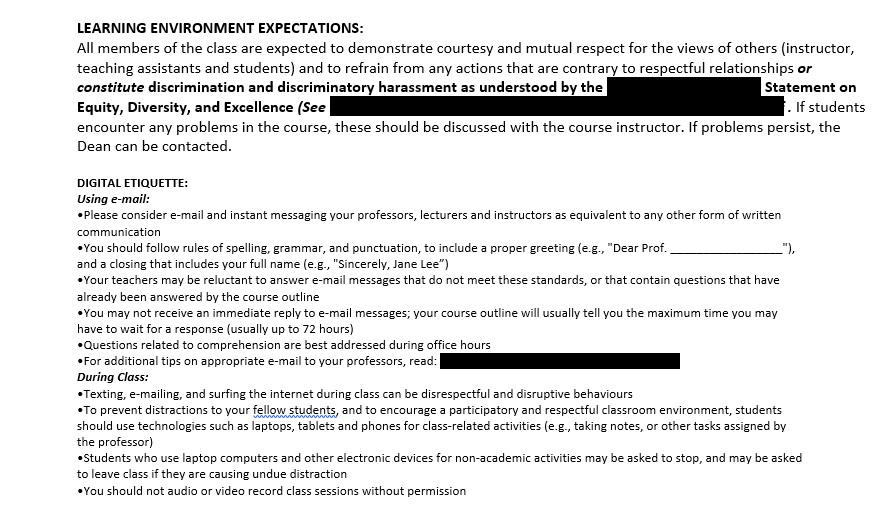 LEARNING ENVIRONMENT EXPECTATIONS:
All members of the class are expected to demonstrate courtesy and mutual respect for the views of others (instructor,
teaching assistants and students) and to refrain from any actions that are contrary to respectful relationships or
constitute discrimination and discriminatory harassment as understood by the Statement on
Equity, Diversity, and Excellence (See . If students
encounter any problems in the course, these should be discussed with the course instructor. If problems persist, the
Dean can be contacted.
DIGITAL ETIQUETTE:
Using e-mail:
•Please consider e-mail and instant messaging your professors, lecturers and instructors as equivalent to any other form of written
communication
•You should follow rules of spelling, grammar, and punctuation, to include a proper greeting (e.g., "Dear Prof. _________________"),
and a closing that includes your full name (e.g., "Sincerely, Jane Lee”)
•Your teachers may be reluctant to answer e-mail messages that do not meet these standards, or that contain questions that have
already been answered by the course outline
•You may not receive an immediate reply to e-mail messages; your course outline will usually tell you the maximum time you may
have to wait for a response (usually up to 72 hours)
•Questions related to comprehension are best addressed during office hours
•For additional tips on appropriate e-mail to your professors, read:
During Class:
•Texting, e-mailing, and surfing the internet during class can be disrespectful and disruptive behaviours
•To prevent distractions to your fellow students, and to encourage a participatory and respectful classroom environment, students
should use technologies such as laptops, tablets and phones for class-related activities (e.g., taking notes, or other tasks assigned by
the professor)
•Students who use laptop computers and other electronic devices for non-academic activities may be asked to stop, and may be asked
to leave class if they are causing undue distraction
•You should not audio or video record class sessions without permission